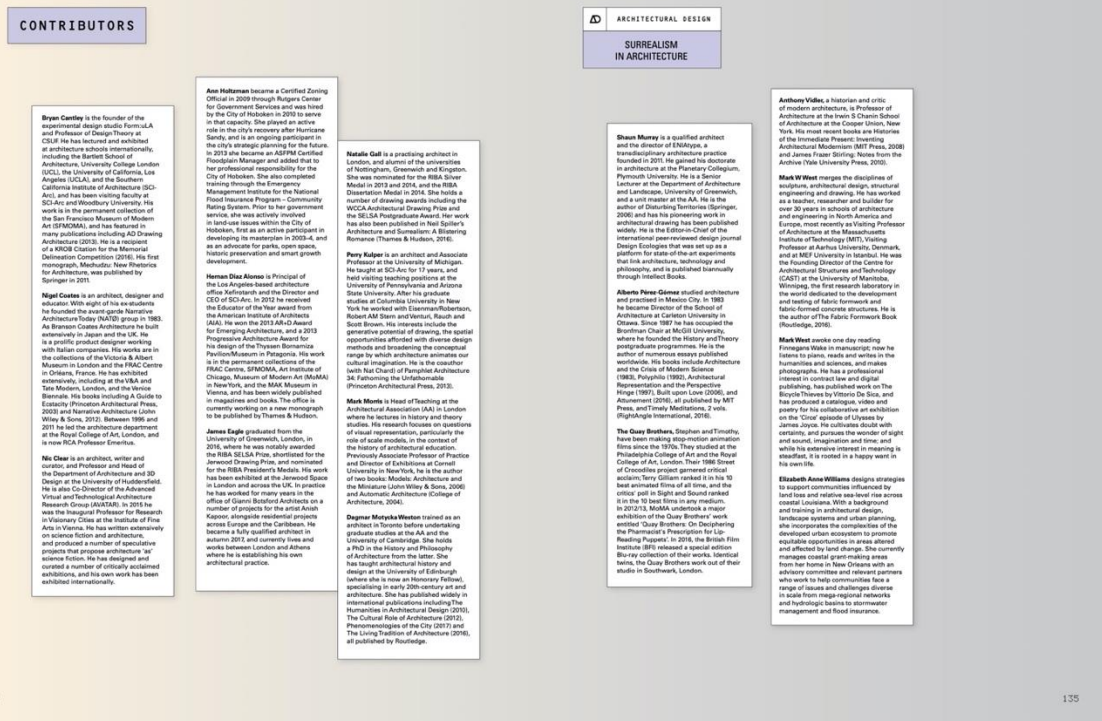 CONTRIBUTORS
Bryan Cantley is the founder of the
experimental design studio Form:uLA
and Professor of Design Theory at
CSUF. He has lectured and exhibited
at architecture schools internationally,
including the Bartlett School of
Architecture, University College London
(UCL), the University of California, Los
Angeles (UCLA), and the Southern
California Institute of Architecture (SCI-
Arc), and has been visiting faculty at
SCI-Arc and Woodbury University. His
work is in the permanent collection of
the San Francisco Museum of Modern
Art (SFMOMA), and has featured in
many publications including AD Drawing
Architecture (2013). He is a recipient
of a KROB Citation for the Memorial
Delineation Competition (2016). His first
monograph, Mechudzu: New Rhetorics
for Architecture, was published by
Springer in 2011.
Nigel Coates is an architect, designer and
educator. With eight of his ex-students
he founded the avant-garde Narrative
Architecture Today (NATØ) group in 1983.
As Branson Coates Architecture he built
extensively in Japan and the UK. He
is a prolific product designer working
with Italian companies. His works are in
the collections of the Victoria & Albert
Museum in London and the FRAC Centre
in Orléans, France. He has exhibited
extensively, including at the V&A and
Tate Modern, London, and the Venice
Biennale. His books including A Guide to
Ecstacity (Princeton Architectural Press,
2003) and Narrative Architecture (John
Wiley & Sons, 2012). Between 1995 and
2011 he led the architecture department
at the Royal College of Art, London, and
is now RCA Professor Emeritus.
Nic Clear is an architect, writer and
curator, and Professor and Head of
the Department of Architecture and 3D
Design at the University of Huddersfield.
He is also Co-Director of the Advanced
Virtual and Technological Architecture
Research Group (AVATAR). In 2015 he
was the Inaugural Professor for Research
in Visionary Cities at the Institute of Fine
Arts in Vienna. He has written extensively
on science fiction and architecture,
and produced a number of speculative
projects that propose architecture 'as'
science fiction. He has designed and
curated a number of critically acclaimed
exhibitions, and his own work has been
exhibited internationally.
Ann Holtzman became a Certified Zoning
Official in 2009 through Rutgers Center
for Government Services and was hired
by the City of Hoboken in 2010 to serve
in that capacity. She played an active
role in the city's recovery after Hurricane
Sandy, and is an ongoing participant in
the city's strategic planning for the future.
In 2013 she became an ASFPM Certified
Floodplain Manager and added that to
her professional responsibility for the
City of Hoboken. She also completed
training through the Emergency
Management Institute for the National
Flood Insurance Program – Community
Rating System. Prior to her government
service, she was actively involved
in land-use issues within the City of
Hoboken, first as an active participant in
developing its masterplan in 2003–4, and
as an advocate for parks, open space,
historic preservation and smart growth
development.
Hernan Diaz Alonso is Principal of
the Los Angeles-based architecture
office Xefirotarch and the Director and
CEO of SCI-Arc. In 2012 he received
the Educator of the Year award from
the American Institute of Architects
(AIA). He won the 2013 AR+D Award
for Emerging Architecture, and a 2013
Progressive Architecture Award for
his design of the Thyssen Bornamiza
Pavilion/Museum in Patagonia. His work
is in the permanent collections of the
FRAC Centre, SFMOMA, Art Institute of
Chicago, Museum of Modern Art (MoMA)
in New York, and the MAK Museum in
Vienna, and has been widely published
in magazines and books. The office is
currently working on a new monograph
to be published by Thames & Hudson.
James Eagle graduated from the
University of Greenwich, London, in
2016, where he was notably awarded
the RIBA SELSA Prize, shortlisted for the
Jerwood Drawing Prize, and nominated
for the RIBA President's Medals. His work
has been exhibited at the Jerwood Space
in London and across the UK. In practice
he has worked for many years in the
office of Gianni Botsford Architects on a
number of projects for the artist Anish
Kapoor, alongside residential projects
across Europe and the Caribbean. He
became a fully qualified architect in
autumn 2017, and currently lives and
works between London and Athens
where he is establishing his own
architectural practice.
Natalie Gall is a practising architect in
London, and alumni of the universities
of Nottingham, Greenwich and Kingston.
She was nominated for the RIBA Silver
Medal in 2013 and 2014, and the RIBA
Dissertation Medal in 2014. She holds a
number of drawing awards including the
WCCA Architectural Drawing Prize and
the SELSA Postgraduate Award. Her work
has also been published in Neil Spiller's
Architecture and Surrealism: A Blistering
Romance (Thames & Hudson, 2016).
Perry Kulper is an architect and Associate
Professor at the University of Michigan.
He taught at SCI-Arc for 17 years, and
in visiting teaching positions at the
University of Pennsylvania and Arizona
State University. After his graduate
studies at Columbia University in New
York he worked with Eisenman/Robertson,
Robert AM Stern and Venturi, Rauch and
Scott Brown. His interests include the
generative potential of drawing, the spatial
opportunities afforded with diverse design
methods and broadening the conceptual
range by which architecture animates our
cultural imagination. He is the coauthor
(with Nat Chard) of Pamphlet Architecture
34: Fathoming the Unfathomable
(Princeton Architectural Press, 2013).
Mark Morris is Head of Teaching at the
Architectural Association (AA) in London
where he lectures in history and theory
studies. His research focuses on questions
of visual representation, particularly the
role of scale models, in the context of
the history of architectural education.
Previously Associate Professor of Practice
and Director of Exhibitions at Cornell
University in New York, he is the author
of two books: Models: Architecture and
the Miniature (John Wiley & Sons, 2006)
and Automatic Architecture (College of
Architecture, 2004).
Dagmar Motycka Weston trained as an
architect in Toronto before undertaking
graduate studies at the AA and the
University of Cambridge. She holds
a PhD in the History and Philosophy
of Architecture from the latter. She
has taught architectural history and
design at the University of Edinburgh
(where she is now an Honorary Fellow),
specialising in early 20th-century art and
architecture. She has published widely in
international publications including The
Humanities in Architectural Design (2010),
The Cultural Role of Architecture (2012),
Phenomenologies of the City (2017) and
The Living Tradition of Architecture (2016),
all published by Routledge.
ARCHITECTURAL DESIGN
SURREALISM
IN ARCHITECTURE
Shaun Murray is a qualified architect
and the director of ENIAtype, a
transdisciplinary architecture practice
founded in 2011. He gained his doctorate
in architecture at the Planetary Collegium,
Plymouth University. He is a Senior
Lecturer at the Department of Architecture
and Landscape, University of Greenwich,
and a unit master at the AA. He is the
author of Disturbing Territories (Springer,
2006) and has his pioneering work in
architectural drawing has been published
widely. He is the Editor-in-Chief of the
international peer-reviewed design journal
Design Ecologies that was set up as a
platform for state-of-the-art experiments
that link architecture, technology and
philosophy, and is published biannually
through Intellect Books.
Alberto Pérez-Gómez studied architecture
and practised in Mexico City. In 1983
he became Director of the School of
Architecture at Carleton University in
Ottawa. Since 1987 he has occupied the
Bronfman Chair at McGill University,
where he founded the History and Theory
postgraduate programmes. He is the
author of numerous essays published
worldwide. His books include Architecture
and the Crisis of Modern Science
(1983), Polyphilo (1992), Architectural
Representation and the Perspective
Hinge (1997), Built upon Love (2006), and
Attunement (2016), all published by MIT
Press, and Timely Meditations, 2 vols.
(RightAngle International, 2016).
The Quay Brothers, Stephen and Timothy,
have been making stop-motion animation
films since the 1970s. They studied at the
Philadelphia College of Art and the Royal
College of Art, London. Their 1986 Street
of Crocodiles project garnered critical
acclaim; Terry Gilliam ranked it in his 10
best animated films of all time, and the
critics' poll in Sight and Sound ranked
it in the 10 best films in any medium.
In 2012/13, MoMA undertook a major
exhibition of the Quay Brothers' work
entitled 'Quay Brothers: On Deciphering
the Pharmacist's Prescription for Lip-
Reading Puppets'. In 2016, the British Film
Institute (BFI) released a special edition
Blu-ray collection of their works. Identical
twins, the Quay Brothers work out of their
studio in Southwark, London.
Anthony Vidler, a historian and critic
of modern architecture, is Professor of
Architecture at the Irwin S Chanin School
of Architecture at the Cooper Union, New
York. His most recent books are Histories
of the Immediate Present: Inventing
Architectural Modernism (MIT Press, 2008)
and James Frazer Stirling: Notes from the
Archive (Yale University Press, 2010).
Mark W West merges the disciplines of
sculpture, architectural design, structural
engineering and drawing. He has worked
as a teacher, researcher and builder for
over 30 years in schools of architecture
and engineering in North America and
Europe, most recently as Visiting Professor
of Architecture at the Massachusetts
Institute of Technology (MIT), Visiting
Professor at Aarhus University, Denmark,
and at MEF University in Istanbul. He was
the Founding Director of the Centre for
Architectural Structures and Technology
(CAST) at the University of Manitoba,
Winnipeg, the first research laboratory in
the world dedicated to the development
and testing of fabric formwork and
fabric-formed concrete structures. He is
the author of The Fabric Formwork Book
(Routledge, 2016).
Mark West awoke one day reading
Finnegans Wake in manuscript; now he
listens to piano, reads and writes in the
humanities and sciences, and makes
photographs. He has a professional
interest in contract law and digital
publishing, has published work on The
Bicycle Thieves by Vittorio De Sica, and
has produced a catalogue, video and
poetry for his collaborative art exhibition
on the 'Circe' episode of Ulysses by
James Joyce. He cultivates doubt with
certainty, and pursues the wonder of sight
and sound, imagination and time; and
while his extensive interest in meaning is
steadfast, it is rooted in a happy want in
his own life.
Elizabeth Anne Williams designs strategies
to support communities influenced by
land loss and relative sea-level rise across
coastal Louisiana. With a background
and training in architectural design,
landscape systems and urban planning,
she incorporates the complexities of the
developed urban ecosystem to promote
equitable opportunities in areas altered
and affected by land change. She currently
manages coastal grant-making areas
from her home in New Orleans with an
advisory committee and relevant partners
who work to help communities face a
range of issues and challenges diverse
in scale from mega-regional networks
and hydrologic basins to stormwater
management and flood insurance.
135